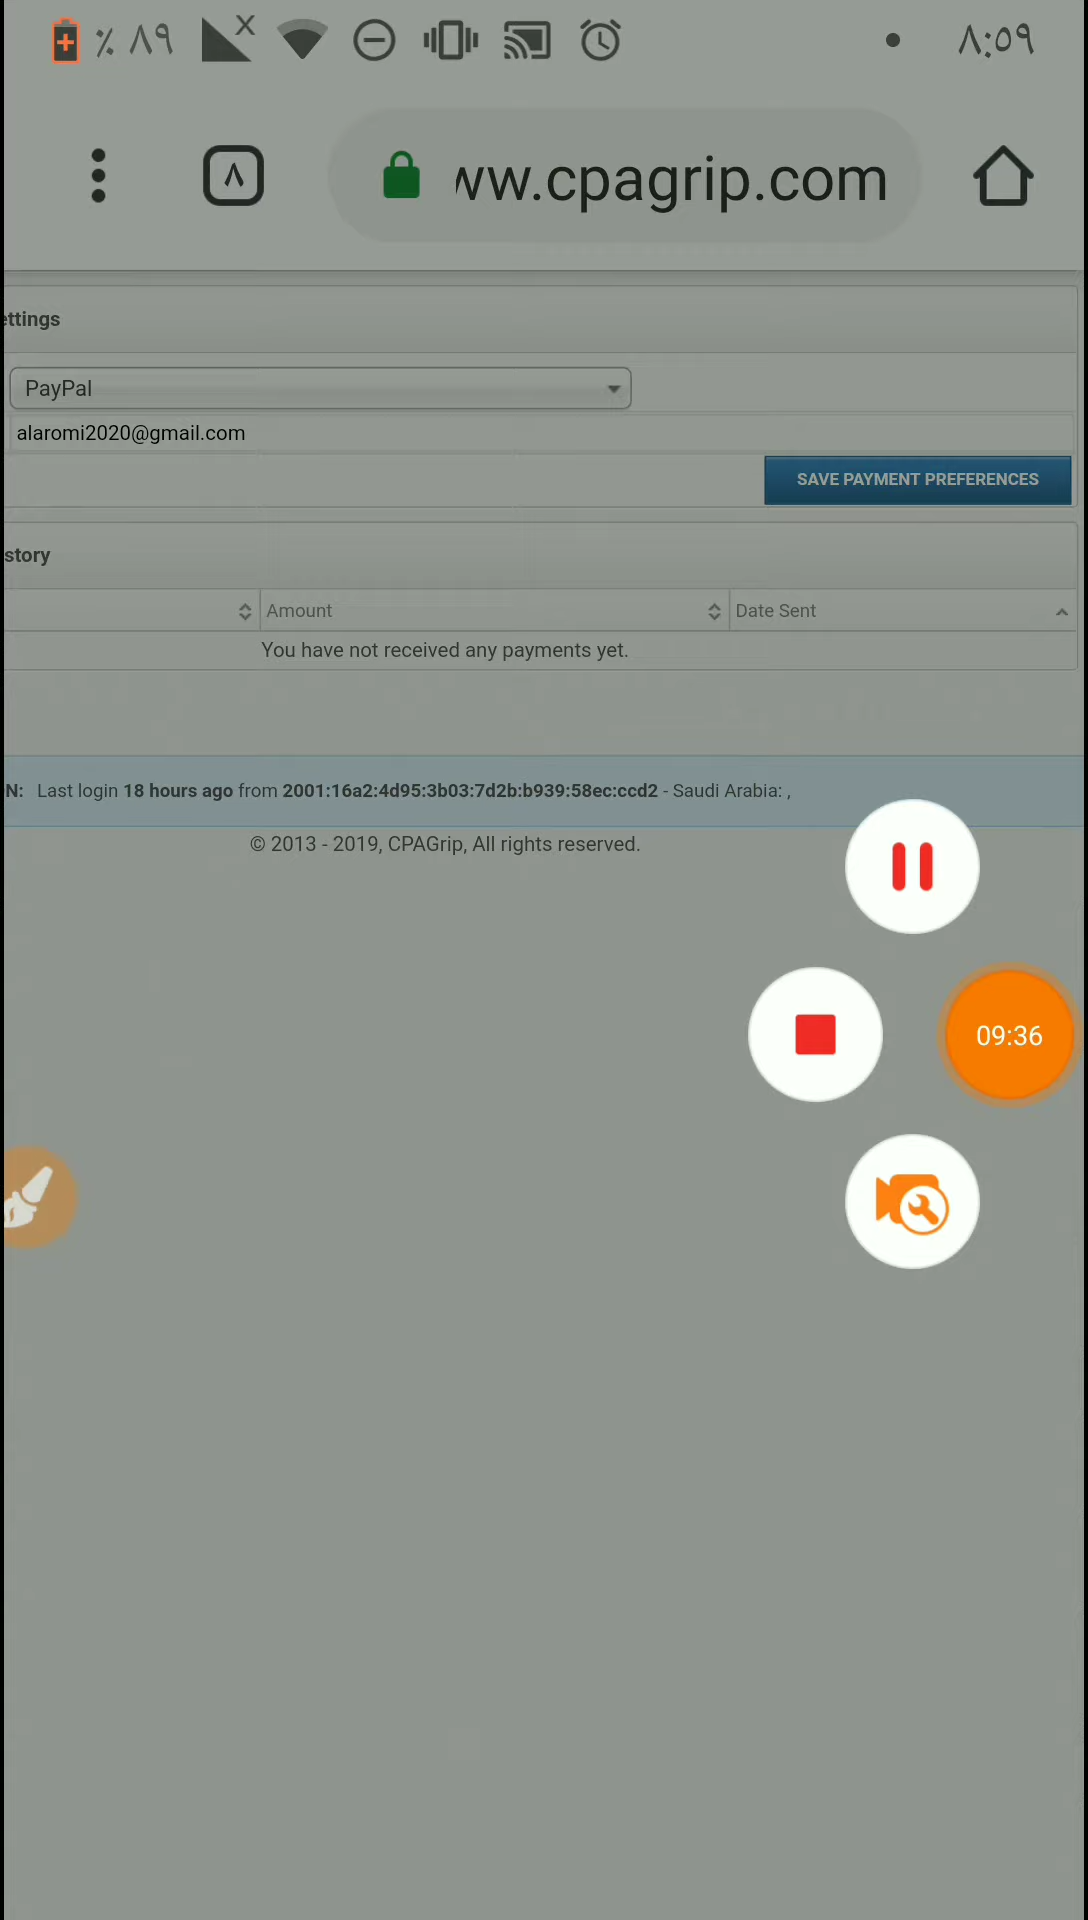 ٪ ٨٩
٨:٥٩
٨
ww.cpagrip.com
ettings
PayPal
alaromi2020@gmail.com
SAVE PAYMENT PREFERENCES
story
Amount
Date Sent
You have not received any payments yet.
N: Last login 18 hours ago from 2001:16a2:4d95:3b03:7d2b:b939:58ec:ccd2 - Saudi Arabia: ,
© 2013 - 2019, CPAGrip, All rights reserved.
09:36